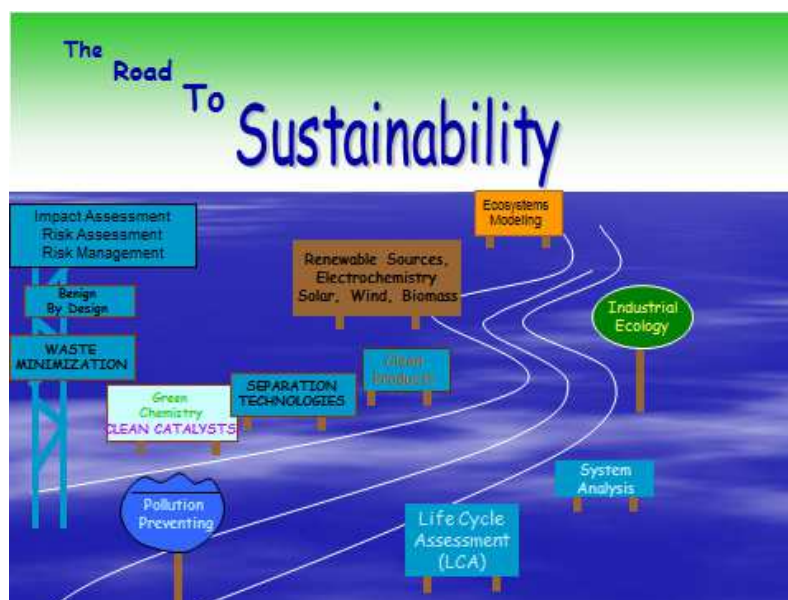 The
Road
To
Sustainability
Ecosystems
Modeling
Impact Assessment
Risk Assessment
Risk Management
Renewable Sources,
Electrochemistry
Solar, Wind, Biomass
Benign
By Design
Industrial
Ecology
WASTE
MINIMIZATION
Clean
Products
SEPARATION
TECHNOLOGIES
Green
Chemistry
CLEAN CATALYSTS
System
Analysis
Pollution
Preventing
Life Cycle
Assessment
(LCA)